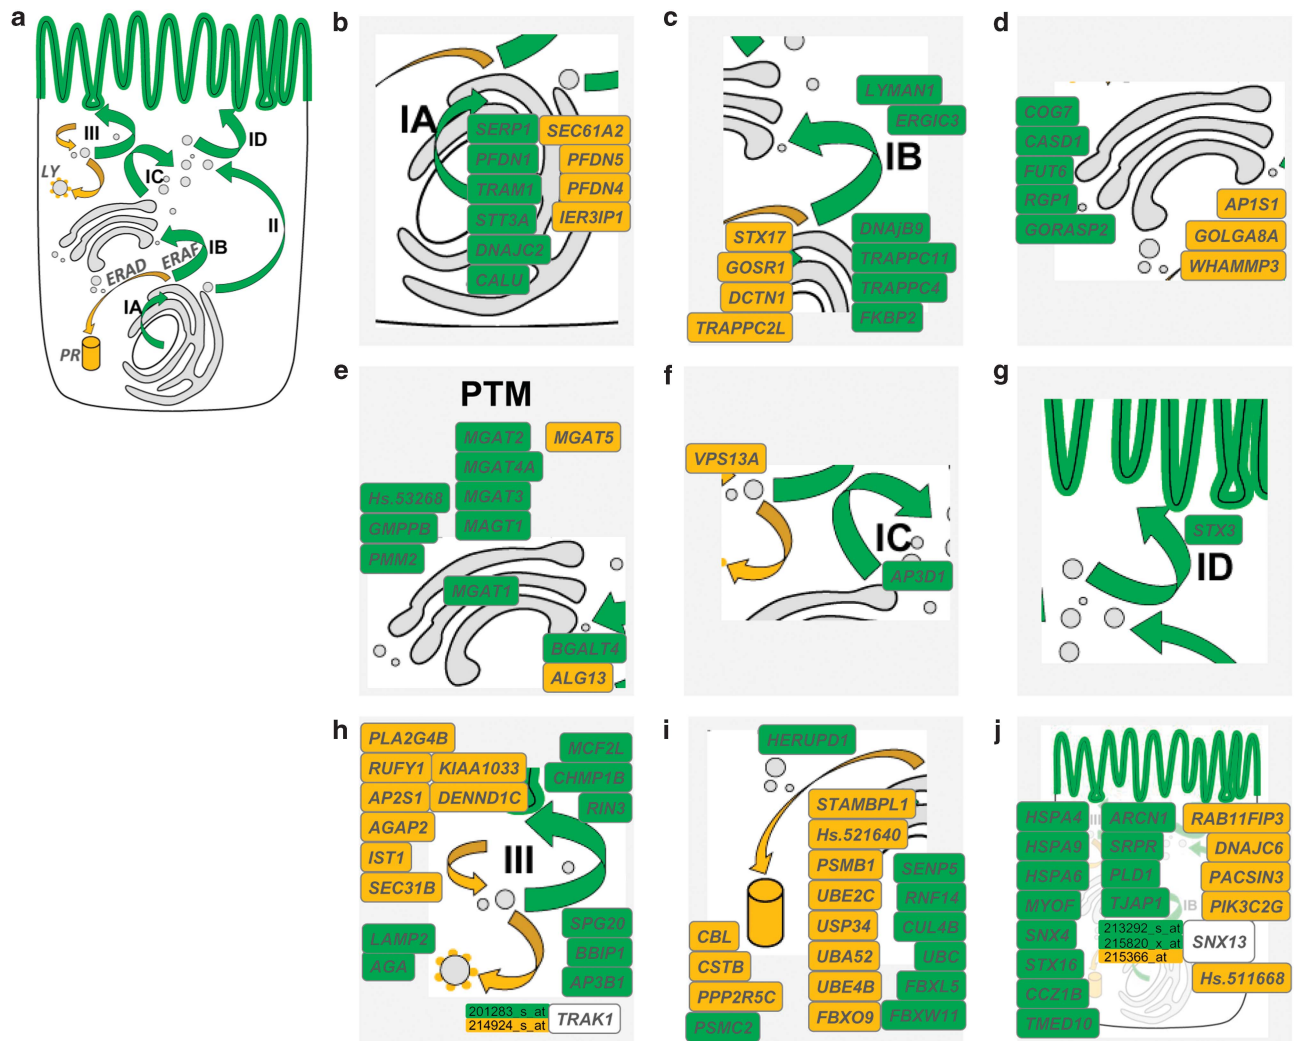 a
III
ID
LY
IC
II
IB
ERAD
ERAF
IA
PR
b
IA
SERP1
SEC61A2
PFDN1
PFDN5
TRAM1
PFDN4
STT3A
IER3IP1
DNAJC2
CALU
c
LYMAN1
ERGIC3
IB
STX17
GOSR1
DCTN1
TRAPPC2L
DNAJB9
TRAPPC11
TRAPPC4
FKBP2
d
COG7
CASD1
FUT6
RGP1
GORASP2
AP1S1
GOLGA8A
WHAMMP3
e
PTM
MGAT2
MGAT5
MGAT4A
Hs.53268
MGAT3
GMPPB
MAGT1
PMM2
MGAT1
BGALT4
ALG13
f
VPS13A
IC
AP3D1
g
STX3
ID
h
PLA2G4B
RUFY1
KIAA1033
AP2S1
DENND1C
AGAP2
IST1
SEC31B
MCF2L
CHMP1B
RIN3
III
LAMP2
AGA
SPG20
BBIP1
AP3B1
201283_s_at
214924_s_at
TRAK1
i
HERUPD1
STAMBPL1
Hs.521640
PSMB1
UBE2C
USP34
UBA52
UBE4B
FBXO9
SENP5
RNF14
CUL4B
UBC
FBXL5
FBXW11
CBL
CSTB
PPP2R5C
PSMC2
j
HSPA4
HSPA9
HSPA6
MYOF
SNX4
STX16
CCZ1B
TMED10
III
ARCN1
SRPR
PLD1
TJAP1
IB
213292_s_at
215820_x_at
215366_at
SNX13
RAB11FIP3
DNAJC6
PACSIN3
PIK3C2G
Hs.511668